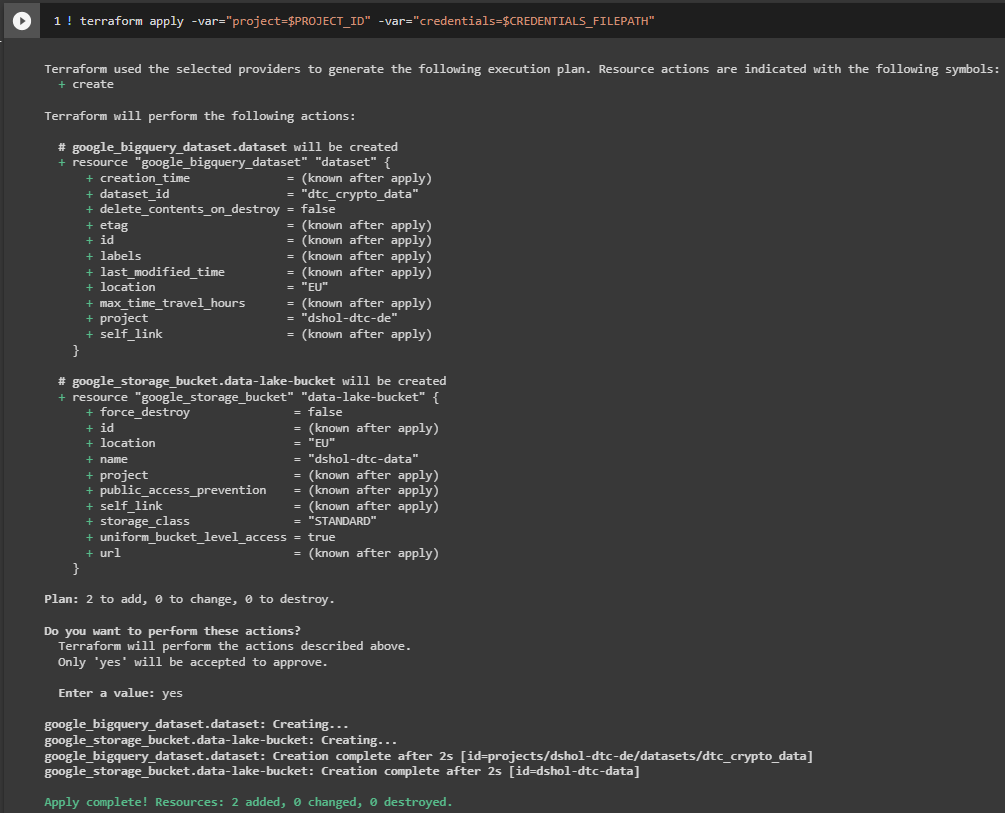 1 ! terraform apply -var="project=$PROJECT_ID" -var="credentials=$CREDENTIALS_FILEPATH"
Terraform used the selected providers to generate the following execution plan. Resource actions are indicated with the following symbols:
  + create
Terraform will perform the following actions:
  # google_bigquery_dataset.dataset will be created
  + resource "google_bigquery_dataset" "dataset" {
      + creation_time              = (known after apply)
      + dataset_id                 = "dtc_crypto_data"
      + delete_contents_on_destroy = false
      + etag                       = (known after apply)
      + id                         = (known after apply)
      + labels                     = (known after apply)
      + last_modified_time         = (known after apply)
      + location                   = "EU"
      + max_time_travel_hours      = (known after apply)
      + project                    = "dshol-dtc-de"
      + self_link                  = (known after apply)
    }
  # google_storage_bucket.data-lake-bucket will be created
  + resource "google_storage_bucket" "data-lake-bucket" {
      + force_destroy               = false
      + id                          = (known after apply)
      + location                    = "EU"
      + name                        = "dshol-dtc-data"
      + project                     = (known after apply)
      + public_access_prevention    = (known after apply)
      + self_link                   = (known after apply)
      + storage_class               = "STANDARD"
      + uniform_bucket_level_access = true
      + url                         = (known after apply)
    }
Plan: 2 to add, 0 to change, 0 to destroy.
Do you want to perform these actions?
  Terraform will perform the actions described above.
  Only 'yes' will be accepted to approve.
  Enter a value: yes
google_bigquery_dataset.dataset: Creating...
google_storage_bucket.data-lake-bucket: Creating...
google_bigquery_dataset.dataset: Creation complete after 2s [id=projects/dshol-dtc-de/datasets/dtc_crypto_data]
google_storage_bucket.data-lake-bucket: Creation complete after 2s [id=dshol-dtc-data]
Apply complete! Resources: 2 added, 0 changed, 0 destroyed.